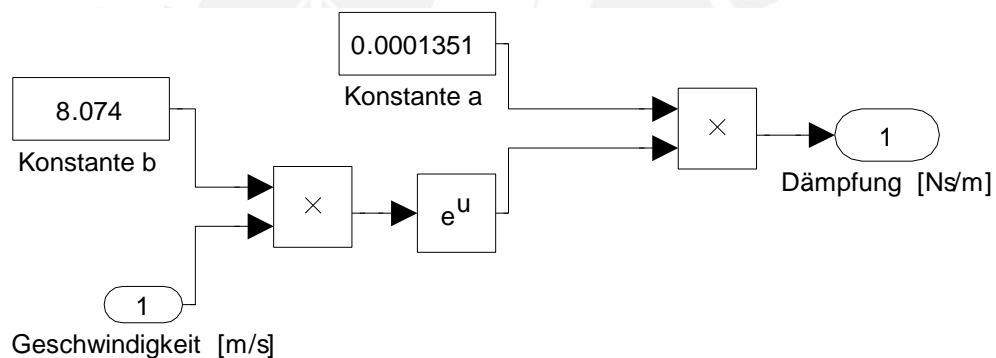 0.0001351
Konstante a
8.074
Konstante b
×
e^u
×
1
Dämpfung [Ns/m]
1
Geschwindigkeit [m/s]